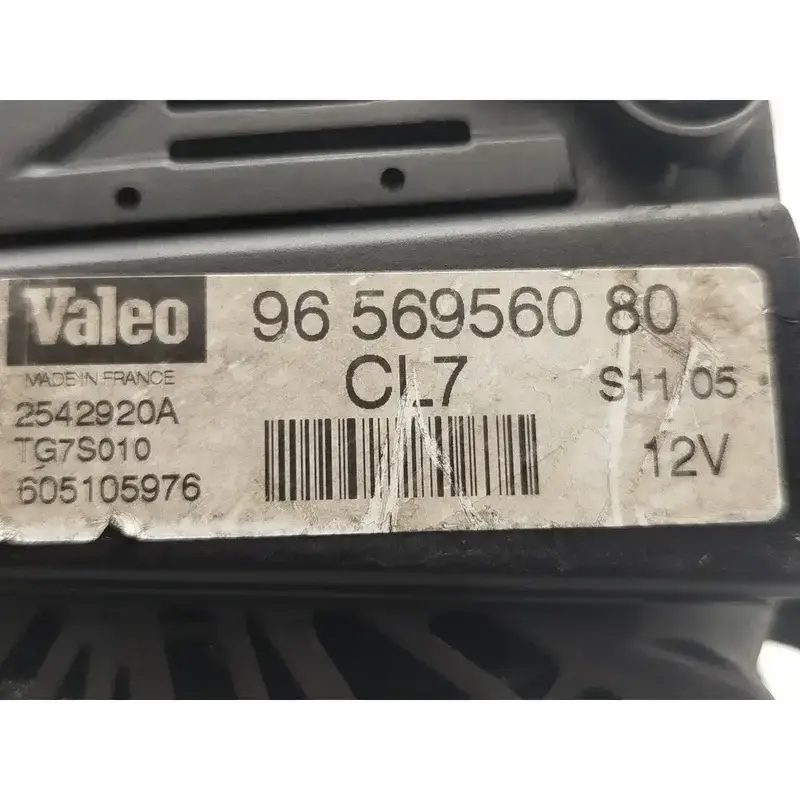 Valeo
MADE IN FRANCE
2542920A
TG7S010
605105976
96 569560 80
CL7
S11 05
12V